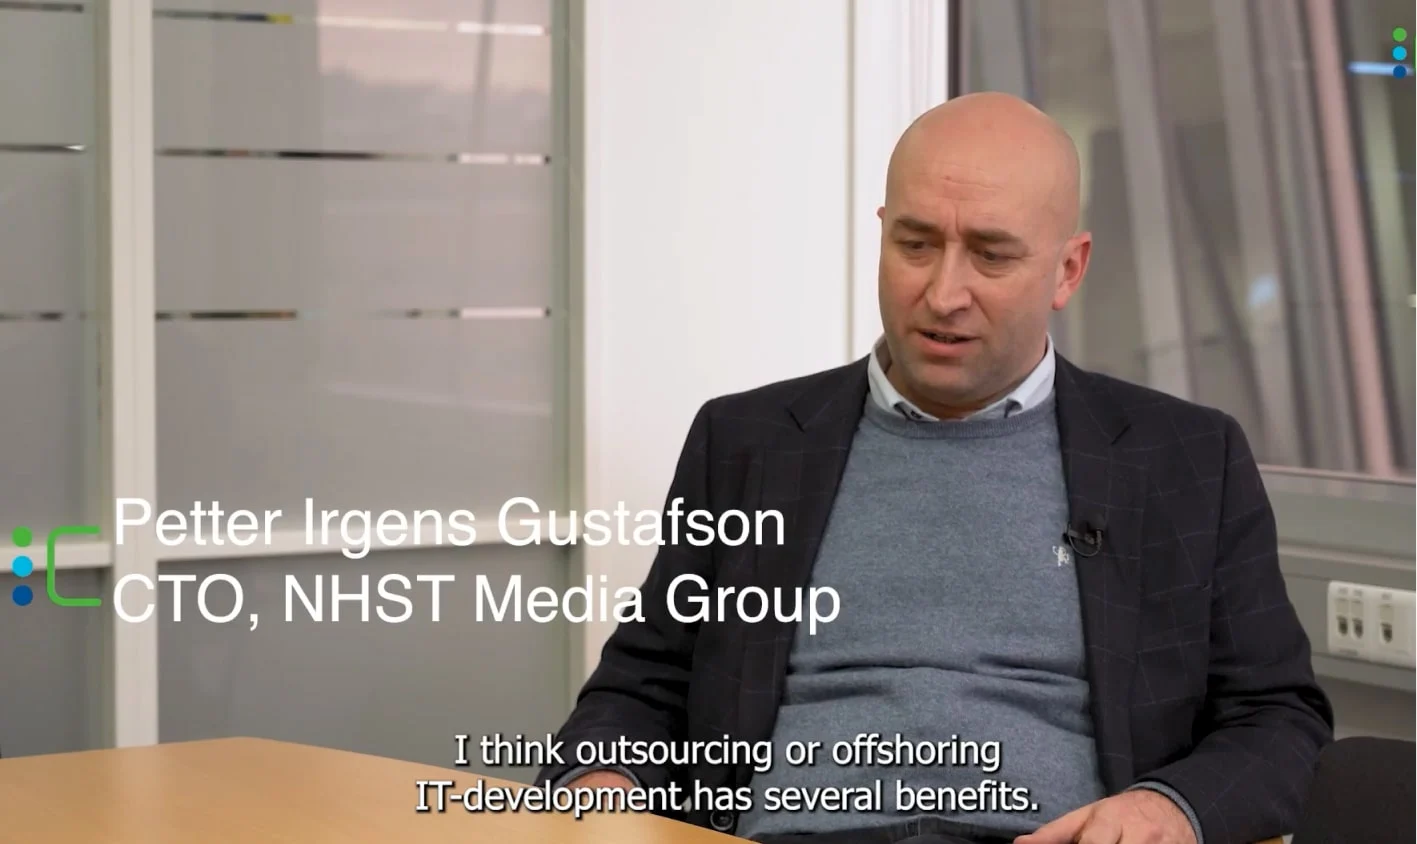 Petter Irgens Gustafson
CTO, NHST Media Group
I think outsourcing or offshoring
IT-development has several benefits.